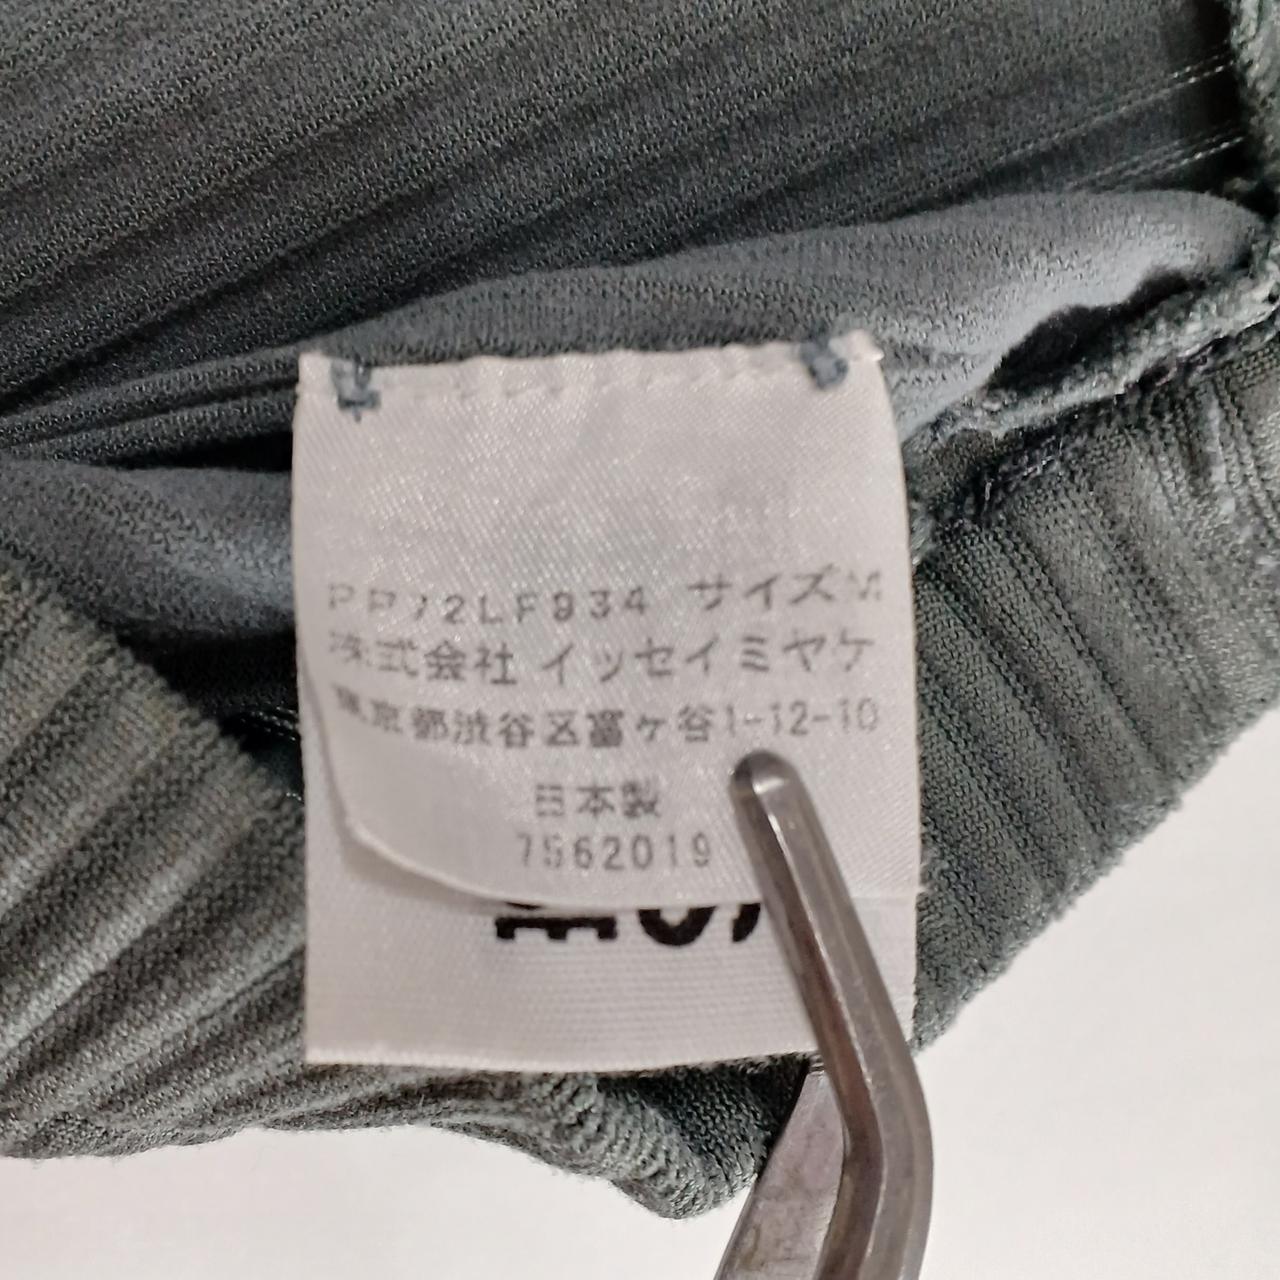 PP72LF934 サイズM
株式会社 イッセイミヤケ
東京都渋谷区富ヶ谷1-12-10
日本製
7562019